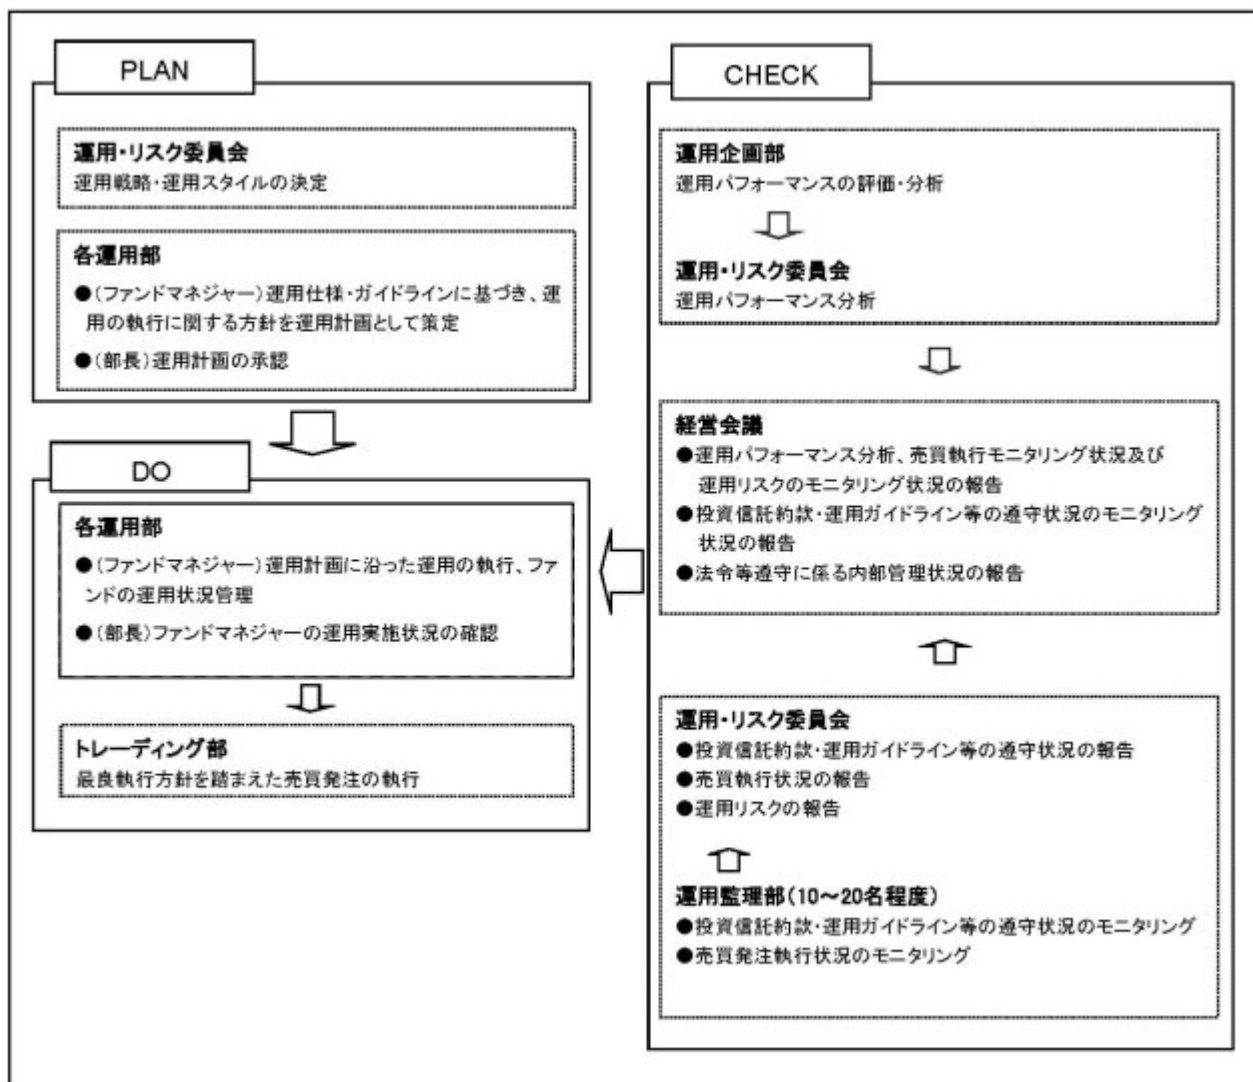 PLAN
運用・リスク委員会
運用戦略・運用スタイルの決定
各運用部
●(ファンドマネジャー)運用仕様・ガイドラインに基づき、運
用の執行に関する方針を運用計画として策定
●(部長)運用計画の承認
DO
各運用部
●(ファンドマネジャー)運用計画に沿った運用の執行、ファ
ンドの運用状況管理
●(部長)ファンドマネジャーの運用実施状況の確認
トレーディング部
最良執行方針を踏まえた売買発注の執行
CHECK
運用企画部
運用パフォーマンスの評価・分析
運用・リスク委員会
運用パフォーマンス分析
経営会議
●運用パフォーマンス分析、売買執行モニタリング状況及び
運用リスクのモニタリング状況の報告
●投資信託約款・運用ガイドライン等の遵守状況のモニタリング
状況の報告
●法令等遵守に係る内部管理状況の報告
運用・リスク委員会
●投資信託約款・運用ガイドライン等の遵守状況の報告
●売買執行状況の報告
●運用リスクの報告
運用監理部(10〜20名程度)
●投資信託約款・運用ガイドライン等の遵守状況のモニタリング
●売買発注執行状況のモニタリング